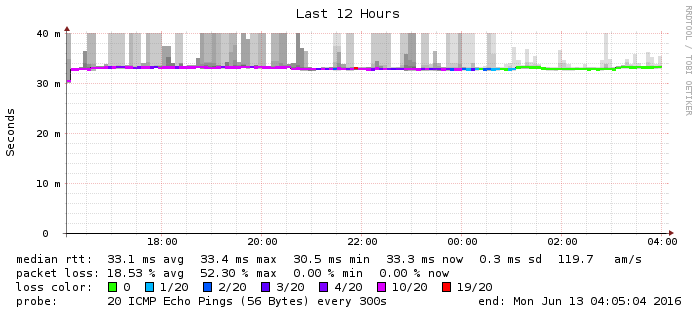 Last 12 Hours
RRDTOOL / TOBI OETIKER
Seconds
40 m
30 m
20 m
10 m
0
18:00 20:00 22:00 00:00 02:00 04:00
median rtt: 33.1 ms avg 33.4 ms max 30.5 ms min 33.3 ms now 0.3 ms sd 119.7 am/s
packet loss: 18.53 % avg 52.30 % max 0.00 % min 0.00 % now
loss color: 0 1/20 2/20 3/20 4/20 10/20 19/20
probe: 20 ICMP Echo Pings (56 Bytes) every 300s end: Mon Jun 13 04:05:04 2016